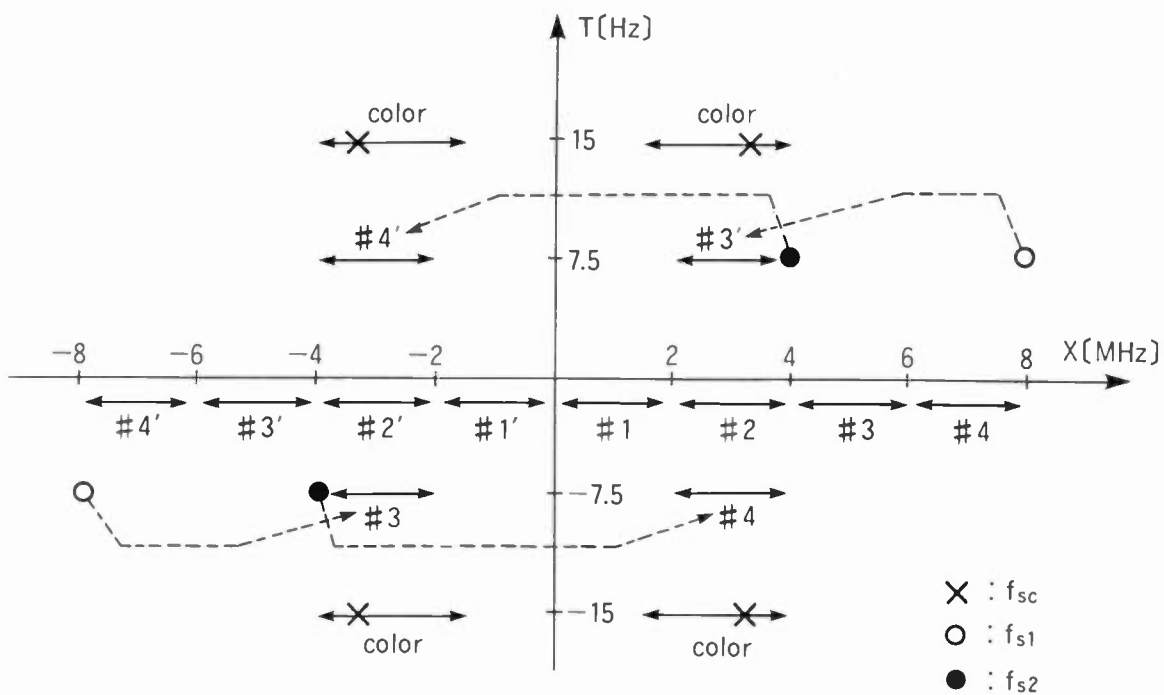 T[Hz]
color
color
15
#4'
#3'
7.5
-8
-6
-4
-2
2
4
6
8
X[MHz]
#4'
#3'
#2'
#1'
#1
#2
#3
#4
-7.5
#3
#4
-15
color
color
× : fsc
○ : fs1
● : fs2